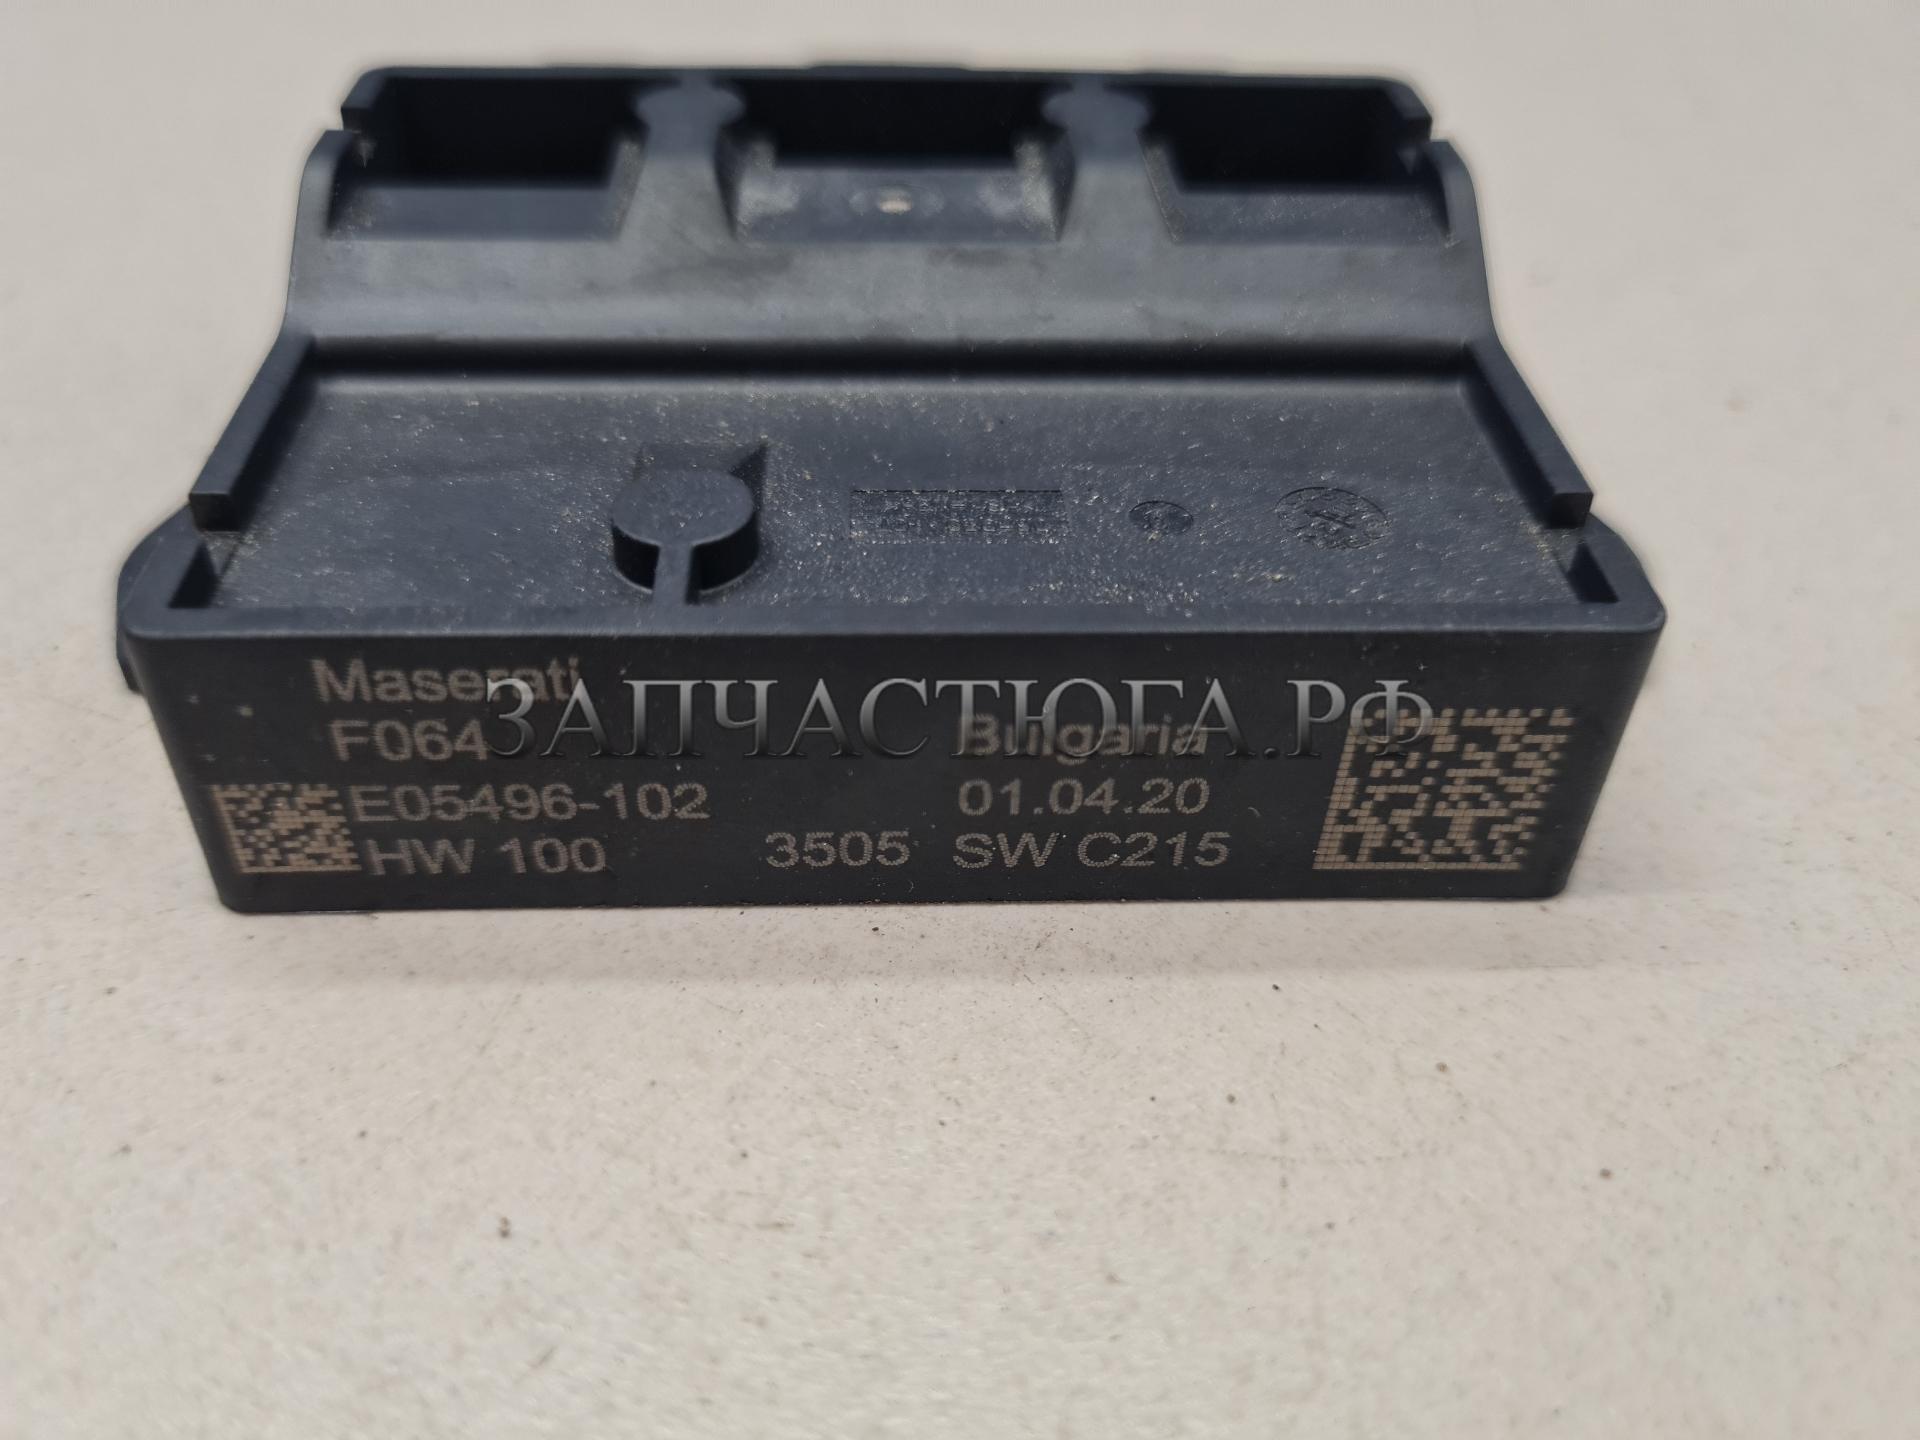 Maserati
F064
E05496-102
HW 100
3505
Bulgaria
01.04.20
SW C215
ЗАПЧАСТЮГА.РФ